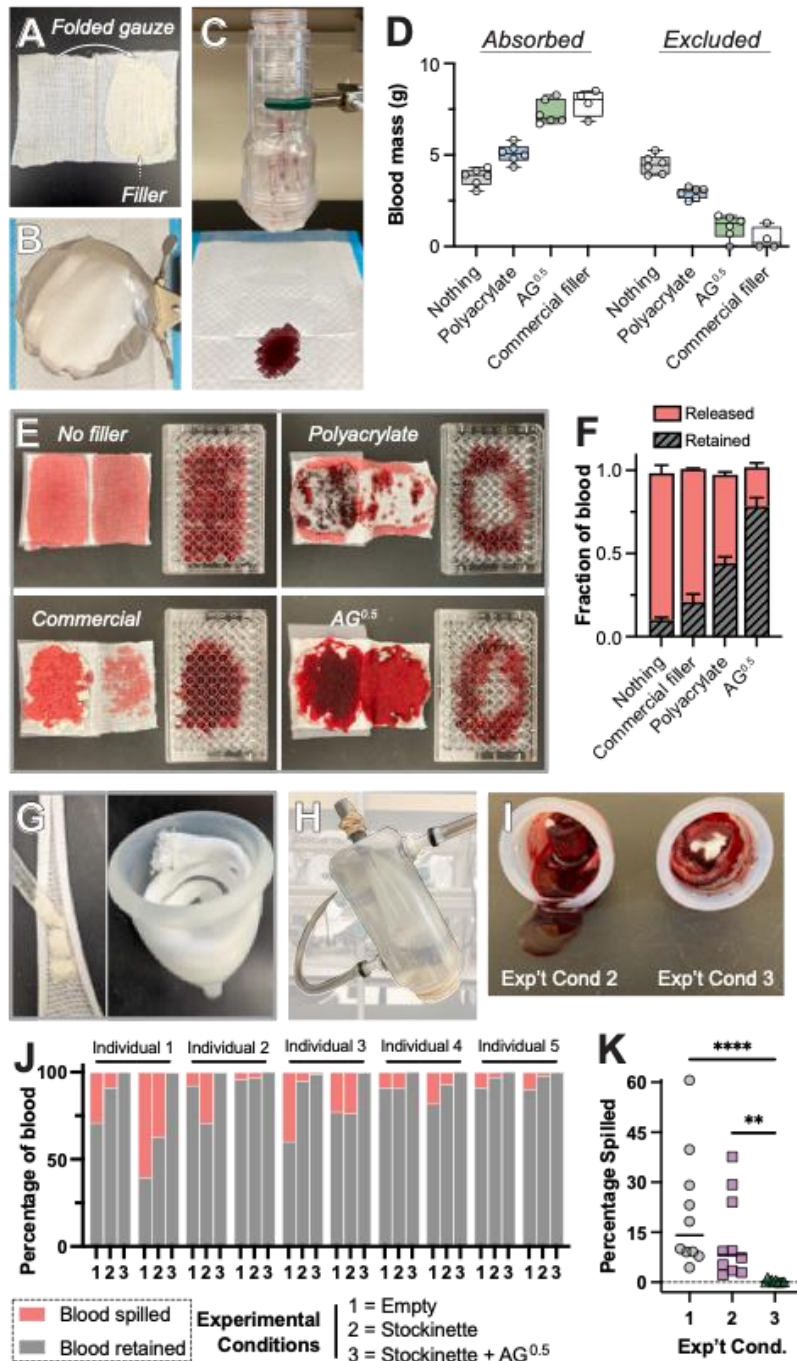 A
Folded gauze
Filler
B
C
D
Absorbed
Excluded
Blood mass (g)
10
5
0
Nothing
Polyacrylate
AG0.5
Commercial filler
Nothing
Polyacrylate
AG0.5
Commercial filler
E
No filler
Polyacrylate
Commercial
AG0.5
F
Released
Retained
Fraction of blood
1.0
0.5
0.0
Nothing
Commercial filler
Polyacrylate
AG0.5
G
H
I
Exp't Cond 2
Exp't Cond 3
J
Individual 1
Individual 2
Individual 3
Individual 4
Individual 5
Percentage of blood
100
50
0
1 2 3 1 2 3 1 2 3 1 2 3 1 2 3 1 2 3 1 2 3 1 2 3 1 2 3 1 2 3
Blood spilled
Blood retained
Experimental
Conditions
1 = Empty
2 = Stockinette
3 = Stockinette + AG0.5
K
****
**
Percentage Spilled
60
45
30
15
0
1 2 3
Exp't Cond.